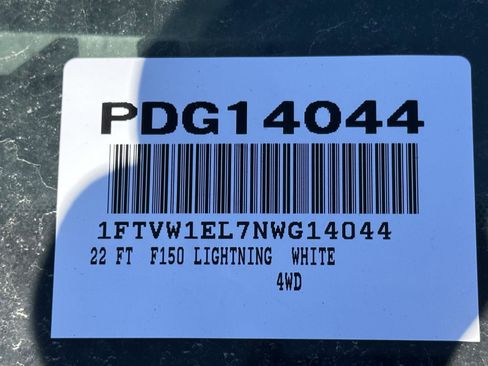 PDG14044
1FTVW1EL7NWG14044
22 FT F150 LIGHTNING WHITE
4WD